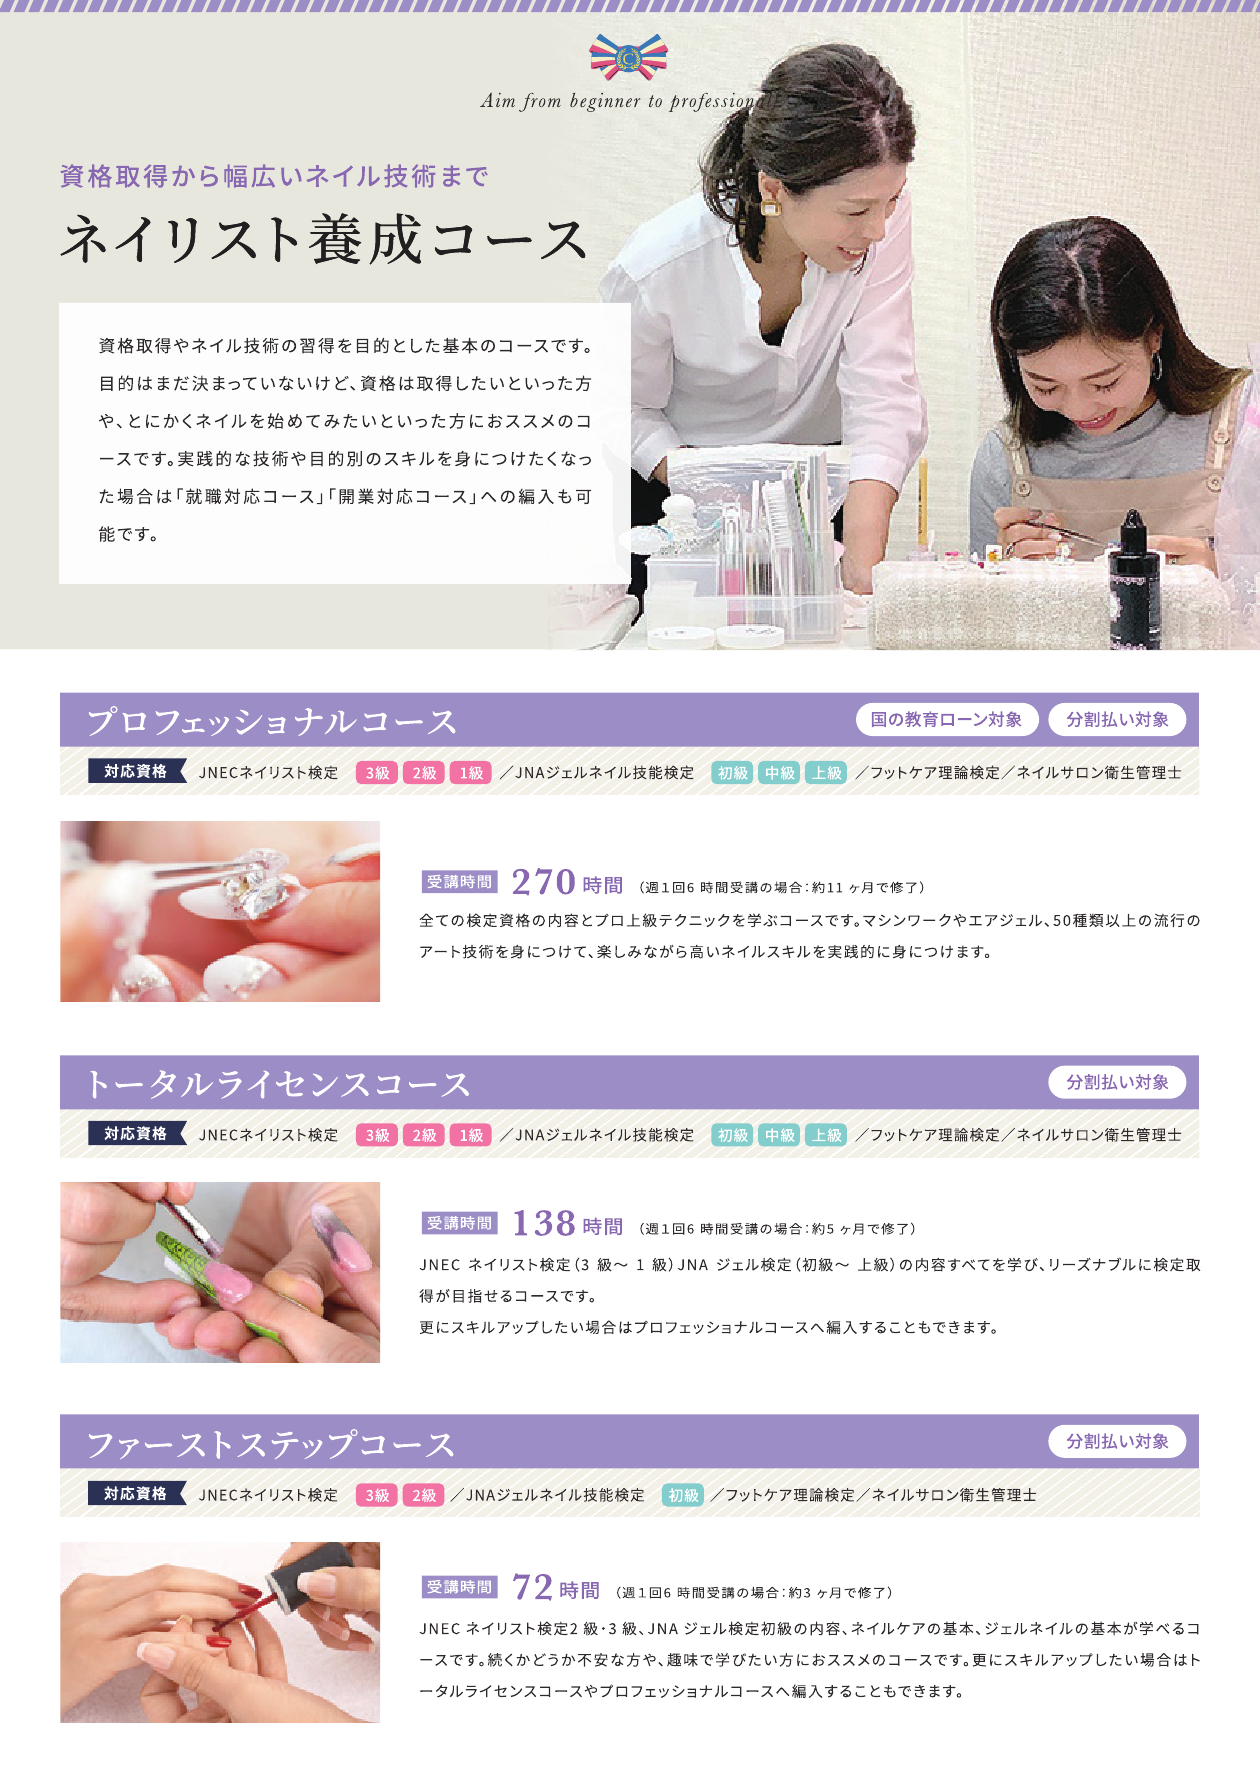 C
Aim from beginner to professional
資格取得から幅広いネイル技術まで
ネイリスト養成コース
資格取得やネイル技術の習得を目的とした基本のコースです。
目的はまだ決まっていないけど、資格は取得したいといった方
や、とにかくネイルを始めてみたいといった方におススメのコ
ースです。実践的な技術や目的別のスキルを身につけたくなっ
た場合は「就職対応コース」「開業対応コース」への編入も可
能です。
プロフェッショナルコース 国の教育ローン対象 分割払い対象
対応資格 JNECネイリスト検定 3級 2級 1級 ／JNAジェルネイル技能検定 初級 中級 上級 ／フットケア理論検定／ネイルサロン衛生管理士
受講時間 270 時間 （週1回6 時間受講の場合：約11 ヶ月で修了）
全ての検定資格の内容とプロ上級テクニックを学ぶコースです。マシンワークやエアジェル、50種類以上の流行の
アート技術を身につけて、楽しみながら高いネイルスキルを実践的に身につけます。
トータルライセンスコース 分割払い対象
対応資格 JNECネイリスト検定 3級 2級 1級 ／JNAジェルネイル技能検定 初級 中級 上級 ／フットケア理論検定／ネイルサロン衛生管理士
受講時間 138 時間 （週1回6 時間受講の場合：約5 ヶ月で修了）
JNEC ネイリスト検定（3 級～ 1 級）JNA ジェル検定（初級～ 上級）の内容すべてを学び、リーズナブルに検定取
得が目指せるコースです。
更にスキルアップしたい場合はプロフェッショナルコースへ編入することもできます。
ファーストステップコース 分割払い対象
対応資格 JNECネイリスト検定 3級 2級 ／JNAジェルネイル技能検定 初級 ／フットケア理論検定／ネイルサロン衛生管理士
受講時間 72 時間 （週1回6 時間受講の場合：約3 ヶ月で修了）
JNEC ネイリスト検定2 級・3 級、JNA ジェル検定初級の内容、ネイルケアの基本、ジェルネイルの基本が学べるコ
ースです。続くかどうか不安な方や、趣味で学びたい方におススメのコースです。更にスキルアップしたい場合はト
ータルライセンスコースやプロフェッショナルコースへ編入することもできます。